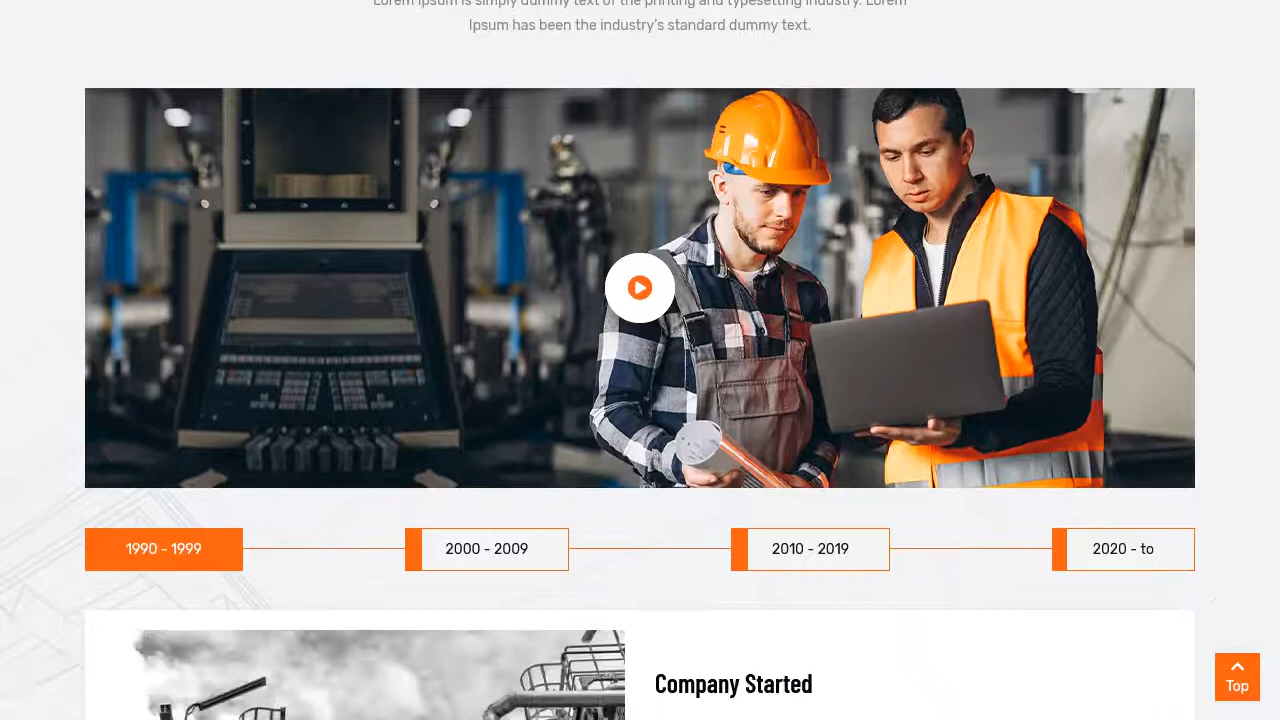 Lorem Ipsum is simply dummy text of the printing and typesetting industry. Lorem
Ipsum has been the industry's standard dummy text.
1990 - 1999
2000 - 2009
2010 - 2019
2020 - to
Company Started
Top